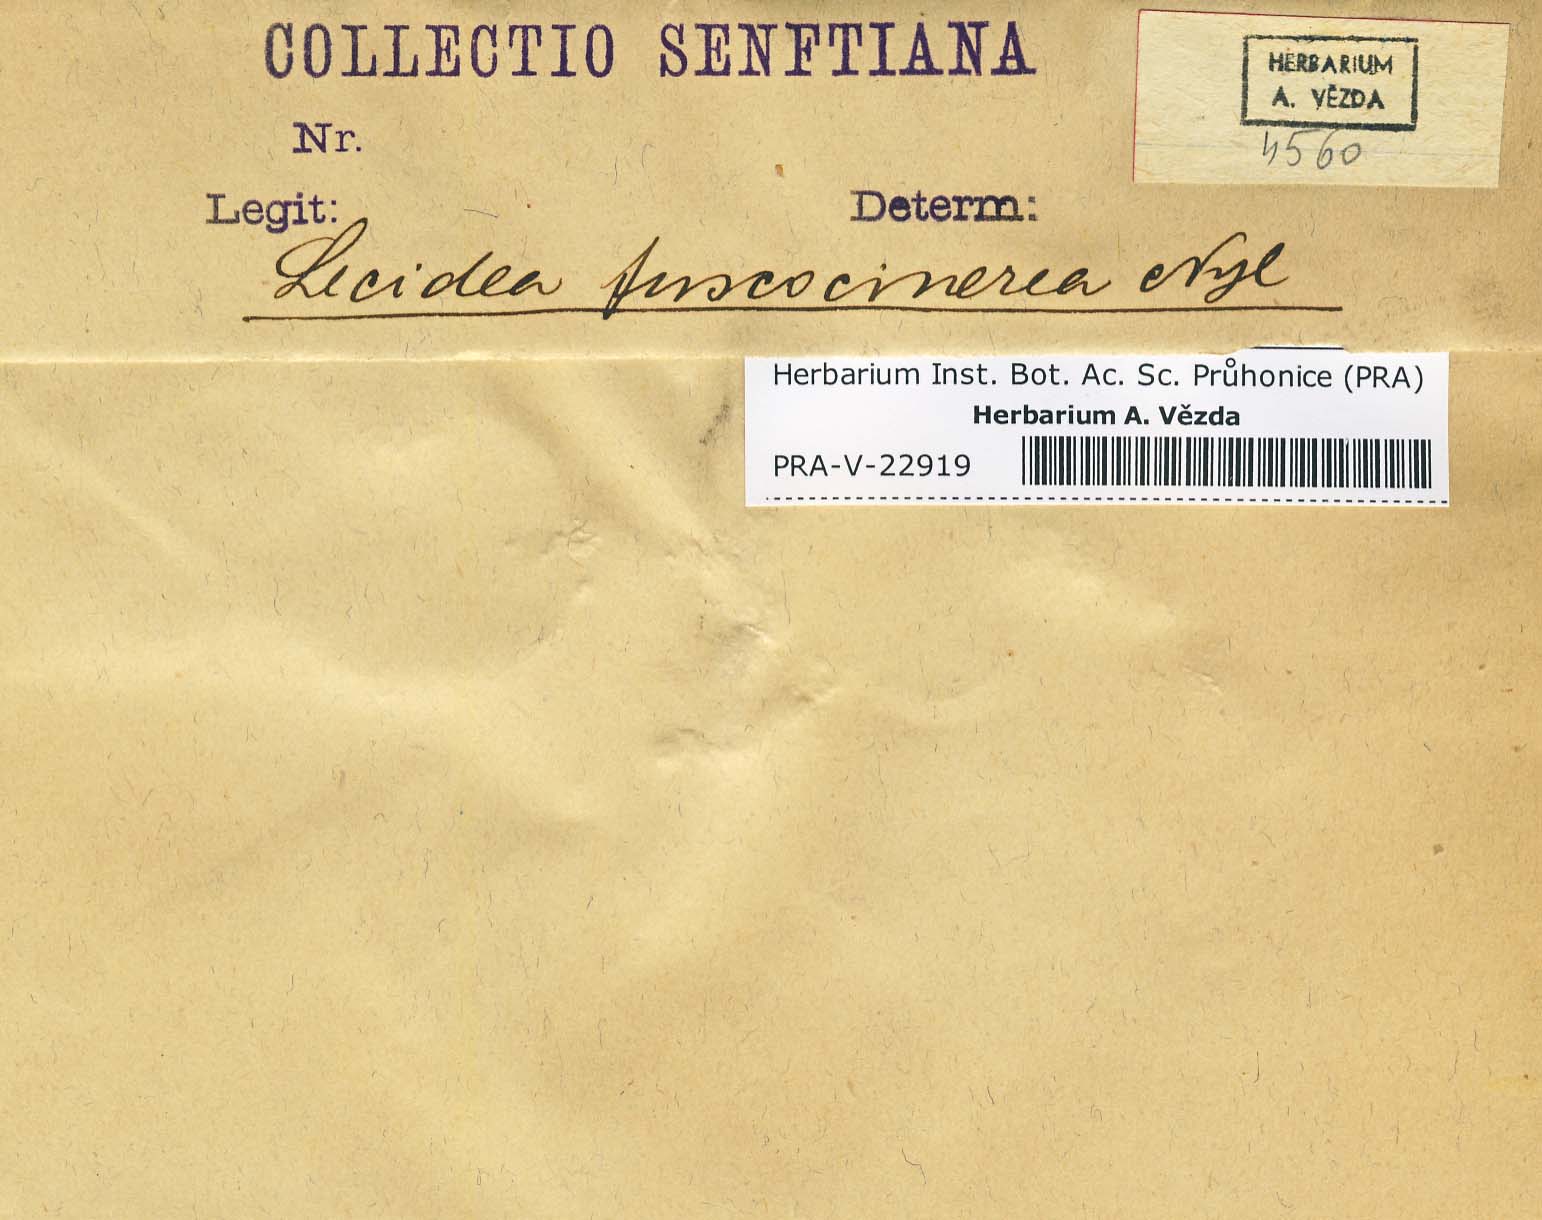 COLLECTIO SENFTIANA
HERBARIUM
A. VĚZDA
4560
Nr.
Legit:
Determ:
Lecidea fuscocinerea Nyl
Herbarium Inst. Bot. Ac. Sc. Průhonice (PRA)
Herbarium A. Vězda
PRA-V-22919